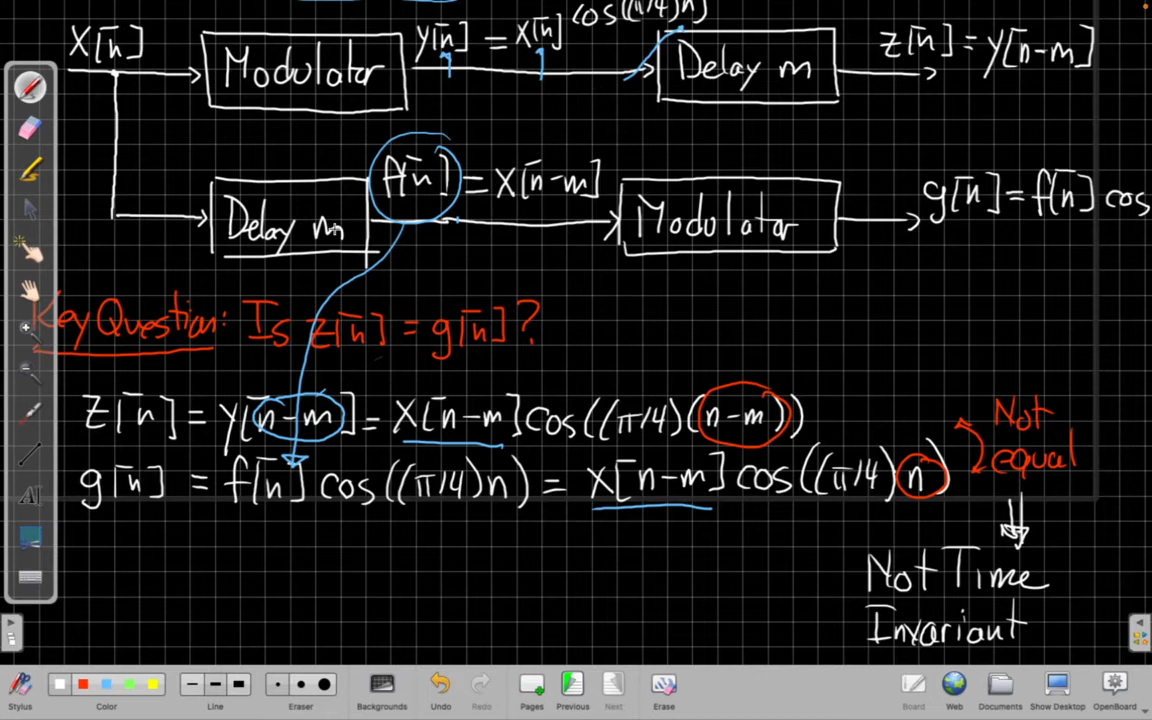 X[n] Modulator y[n] = x[n] cos((π/4)n) Delay m z[n] = y[n-m]
Delay m f[n] = x[n-m] Modulator g[n] = f[n] cos
Key Question: Is z[n] = g[n]?
z[n] = y[n-m] = x[n-m] cos((π/4)(n-m))
g[n] = f[n] cos((π/4)n) = x[n-m] cos((π/4)n)
Not
equal
Not Time
Invariant
Stylus Color Line Eraser Backgrounds Undo Redo Pages Previous Next Erase Board Web Documents Show Desktop OpenBoard